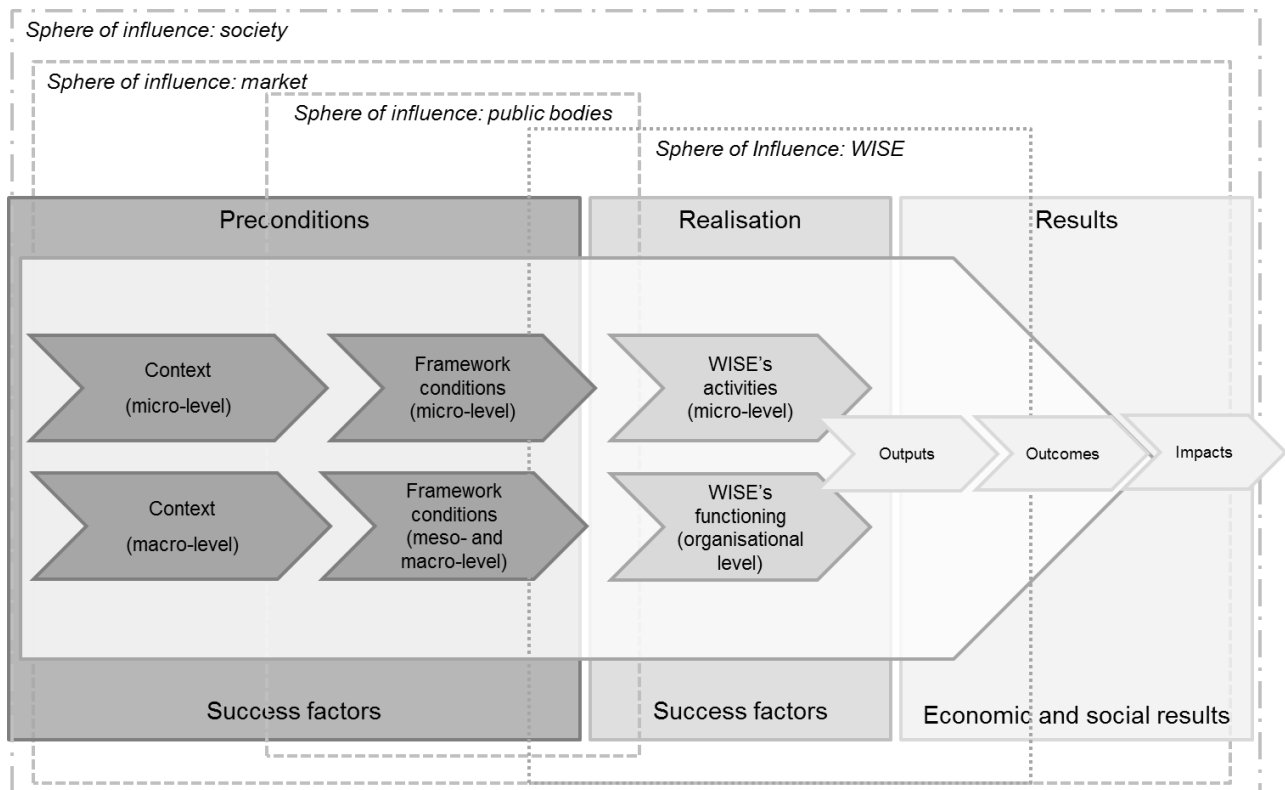 Sphere of influence: society
Sphere of influence: market
Sphere of influence: public bodies
Sphere of Influence: WISE
Preconditions
Realisation
Results
Context
(micro-level)
Framework
conditions
(micro-level)
WISE's
activities
(micro-level)
Context
(macro-level)
Framework
conditions
(meso- and
macro-level)
WISE's
functioning
(organisational
level)
Outputs
Outcomes
Impacts
Success factors
Success factors
Economic and social results